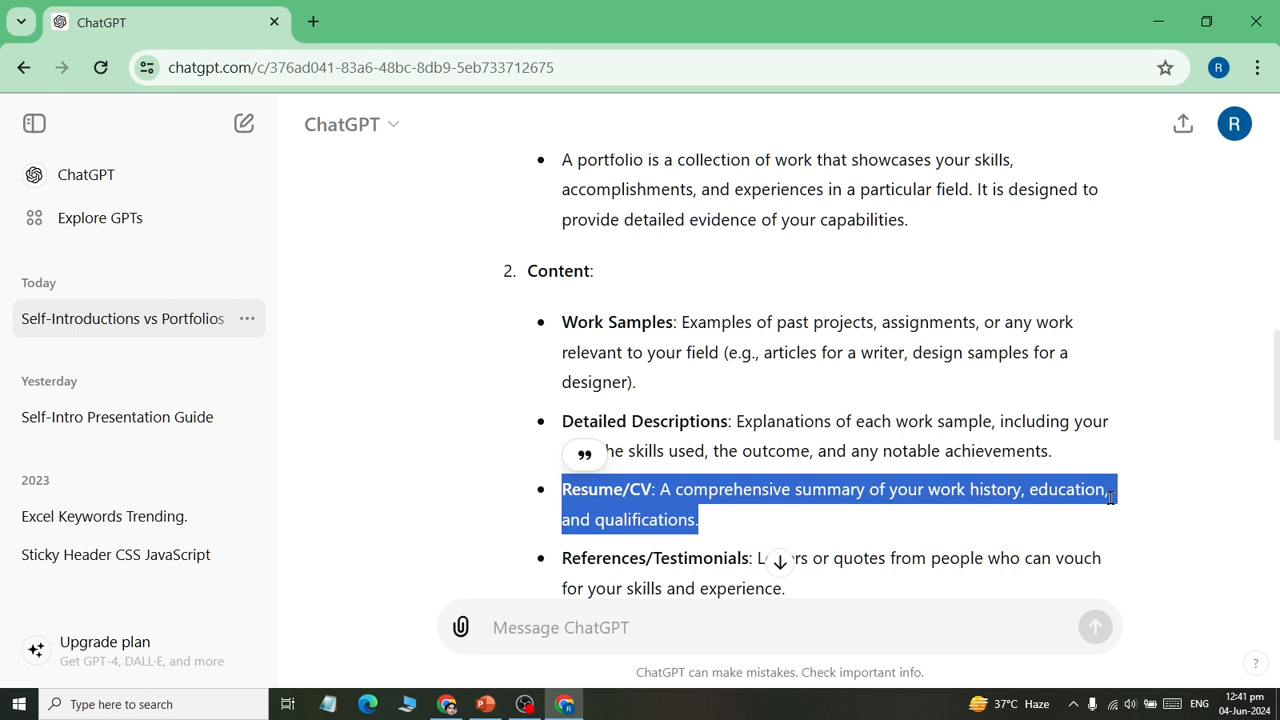 ChatGPT
chatgpt.com/c/376ad041-83a6-48bc-8db9-5eb733712675
R
ChatGPT
R
ChatGPT
Explore GPTs
Today
Self-Introductions vs Portfolios
Yesterday
Self-Intro Presentation Guide
2023
Excel Keywords Trending.
Sticky Header CSS JavaScript
Upgrade plan
Get GPT-4, DALL·E, and more
• A portfolio is a collection of work that showcases your skills,
accomplishments, and experiences in a particular field. It is designed to
provide detailed evidence of your capabilities.
2. Content:
• Work Samples: Examples of past projects, assignments, or any work
relevant to your field (e.g., articles for a writer, design samples for a
designer).
• Detailed Descriptions: Explanations of each work sample, including your
the skills used, the outcome, and any notable achievements.
• Resume/CV: A comprehensive summary of your work history, education,
and qualifications.
• References/Testimonials: or quotes from people who can vouch
for your skills and experience.
Message ChatGPT
ChatGPT can make mistakes. Check important info.
?
Type here to search
37°C Haze
ENG
12:41 pm
04-Jun-2024